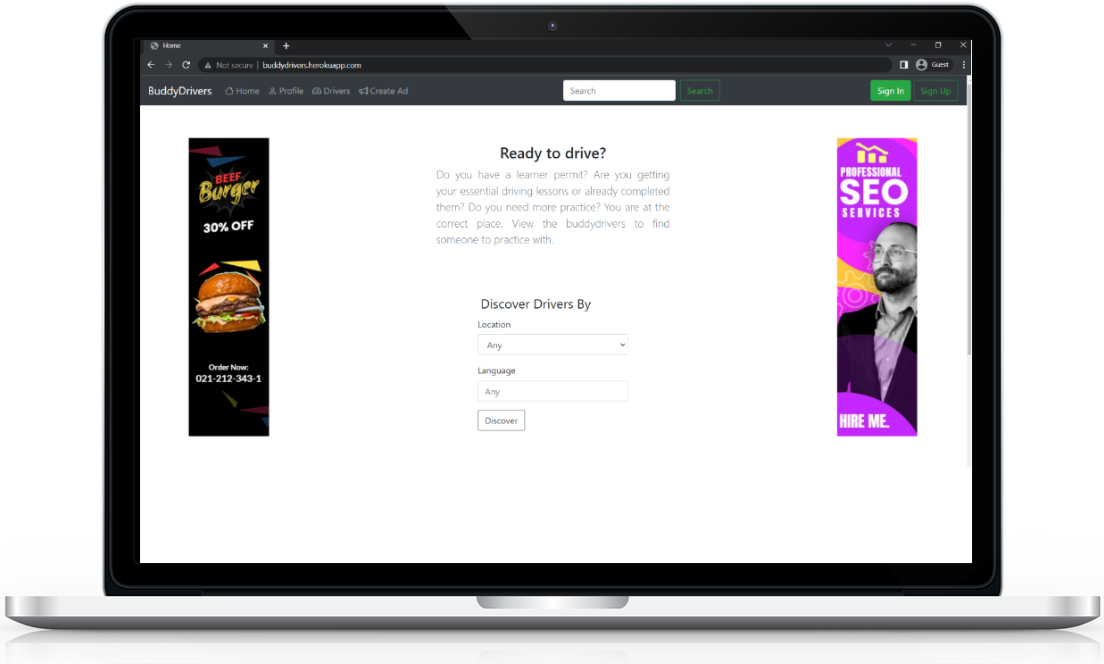 Home
Not secure | buddydrivers.herokuapp.com
Guest
BuddyDrivers Home Profile Drivers Create Ad Search Search Sign In Sign Up
BEEF
Burger
30% OFF
Order Now:
021-212-343-1
Ready to drive?
Do you have a learner permit? Are you getting
your essential driving lessons or already completed
them? Do you need more practice? You are at the
correct place. View the buddydrivers to find
someone to practice with.
Discover Drivers By
Location
Any
Language
Any
Discover
PROFESSIONAL
SEO
SERVICES
HIRE ME.